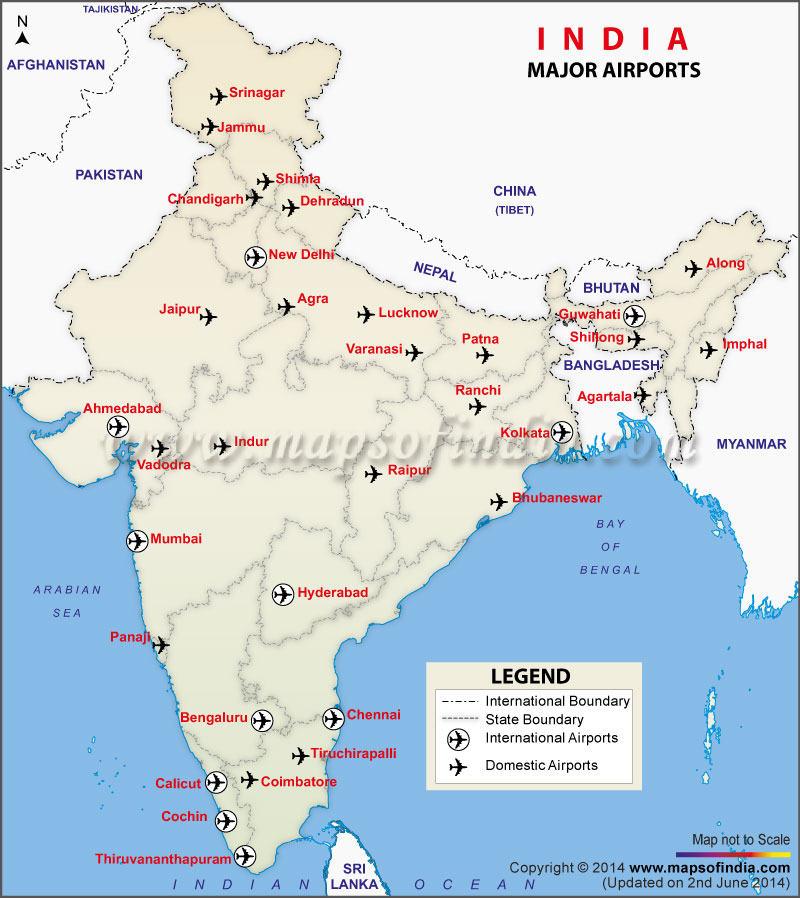 TAJIKISTAN
N
I N D I A
MAJOR AIRPORTS
AFGHANISTAN
Srinagar
Jammu
PAKISTAN
Shimla
CHINA
(TIBET)
Chandigarh
Dehradun
New Delhi
NEPAL
Along
BHUTAN
Agra
Jaipur
Lucknow
Guwahati
Shillong
Patna
Varanasi
Imphal
BANGLADESH
Ranchi
Agartala
Ahmedabad
Kolkata
www.mapsofindia.com
MYANMAR
Indur
Vadodra
Raipur
Bhubaneswar
BAY
OF
BENGAL
Mumbai
ARABIAN
SEA
Hyderabad
Panaji
LEGEND
International Boundary
State Boundary
International Airports
Domestic Airports
Bengaluru
Chennai
Tiruchirapalli
Calicut
Coimbatore
Cochin
Thiruvananthapuram
SRI
LANKA
INDIAN OCEAN
Map not to Scale
Copyright © 2014 www.mapsofindia.com
(Updated on 2nd June 2014)